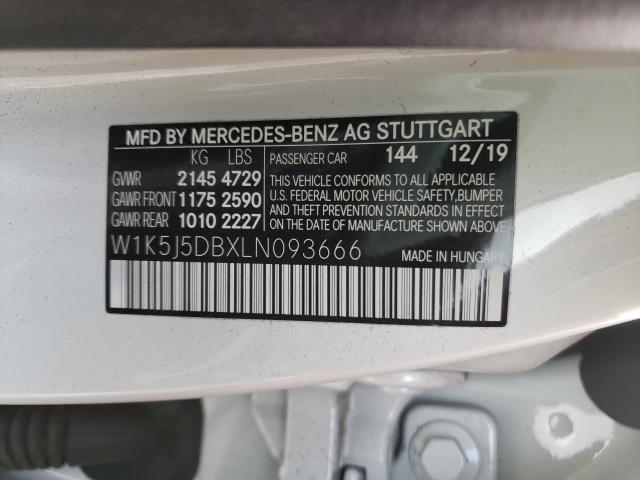 MFD BY MERCEDES-BENZ AG STUTTGART
KG LBS PASSENGER CAR 144 12/19
GVWR 2145 4729
GAWR FRONT 1175 2590
GAWR REAR 1010 2227
THIS VEHICLE CONFORMS TO ALL APPLICABLE
U.S. FEDERAL MOTOR VEHICLE SAFETY,BUMPER
AND THEFT PREVENTION STANDARDS IN EFFECT
ON THE DATE OF MANUFACTURE SHOWN ABOVE
W1K5J5DBXLN093666 MADE IN HUNGARY